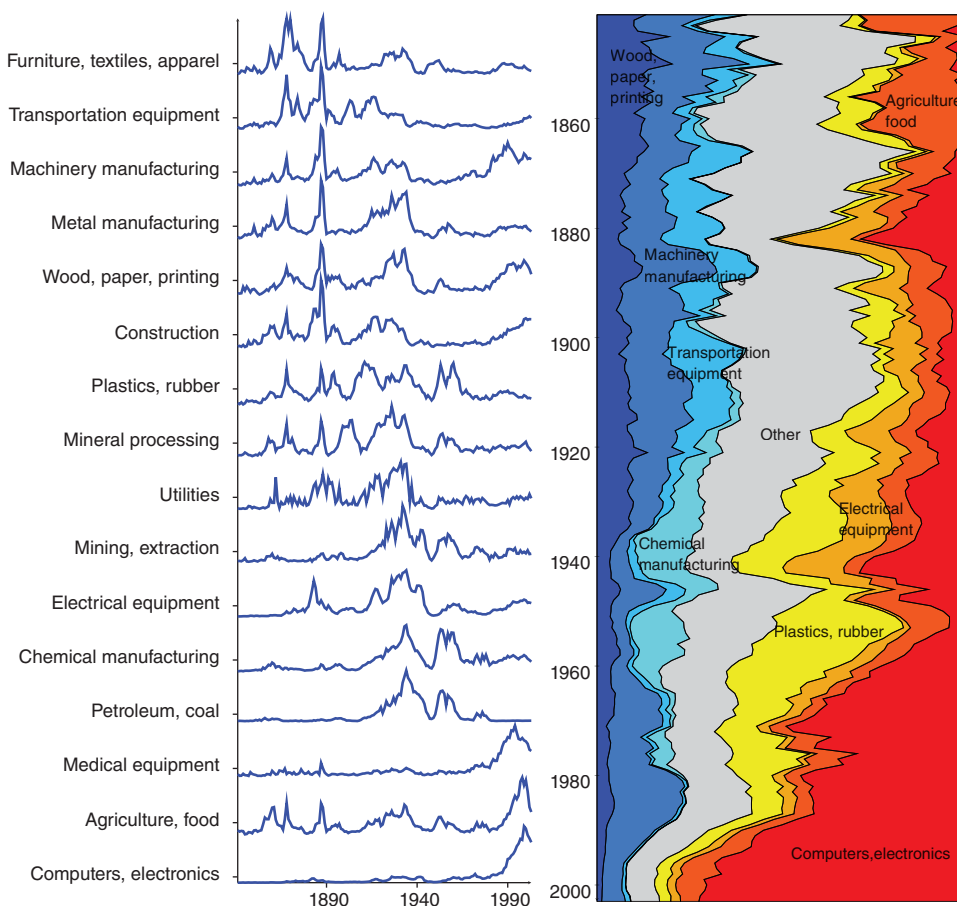 Furniture, textiles, apparel
Transportation equipment
Machinery manufacturing
Metal manufacturing
Wood, paper, printing
Construction
Plastics, rubber
Mineral processing
Utilities
Mining, extraction
Electrical equipment
Chemical manufacturing
Petroleum, coal
Medical equipment
Agriculture, food
Computers, electronics
1890
1940
1990
1860
1880
1900
1920
1940
1960
1980
2000
Wood,
paper,
printing
Agriculture
food
Machinery
manufacturing
Transportation
equipment
Other
Electrical
equipment
Chemical
manufacturing
Plastics, rubber
Computers,electronics